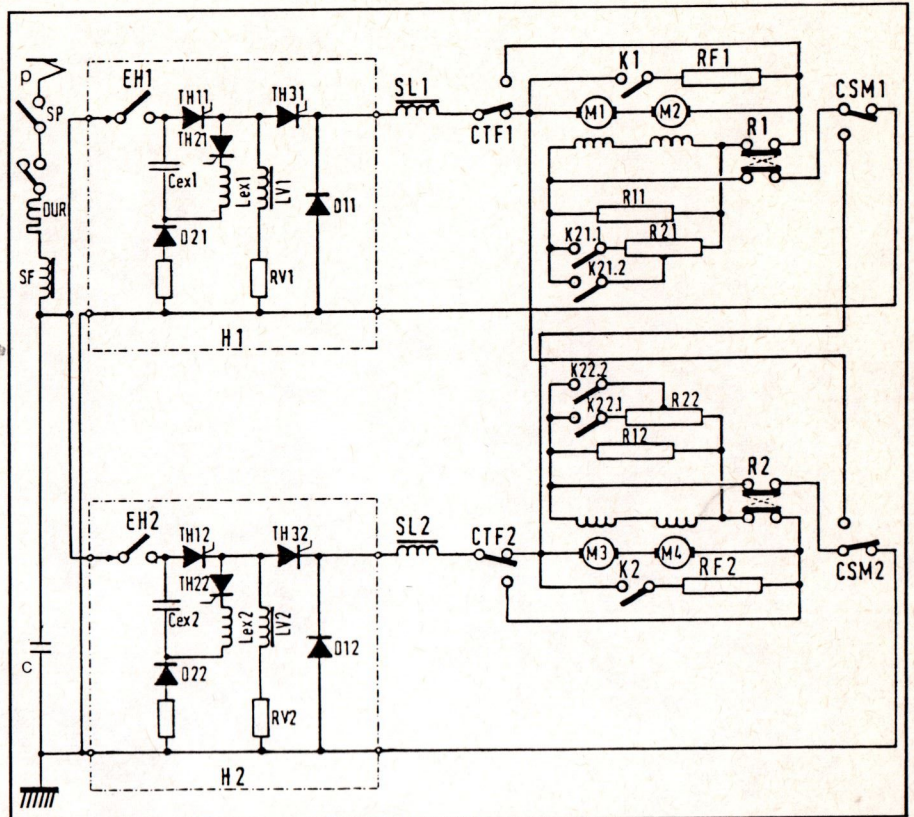 p
SP
DUR
SF
C
EH1
TH11
TH31
TH21
Cex1
Lex1
LV1
D11
D21
RV1
H1
SL1
CTF1
K1
RF1
M1
M2
CSM1
R1
R11
K21.1
R21
K21.2
K22.2
K22.1
R22
R12
R2
EH2
TH12
TH32
TH22
Cex2
Lex2
LV2
D12
D22
RV2
H2
SL2
CTF2
M3
M4
K2
RF2
CSM2